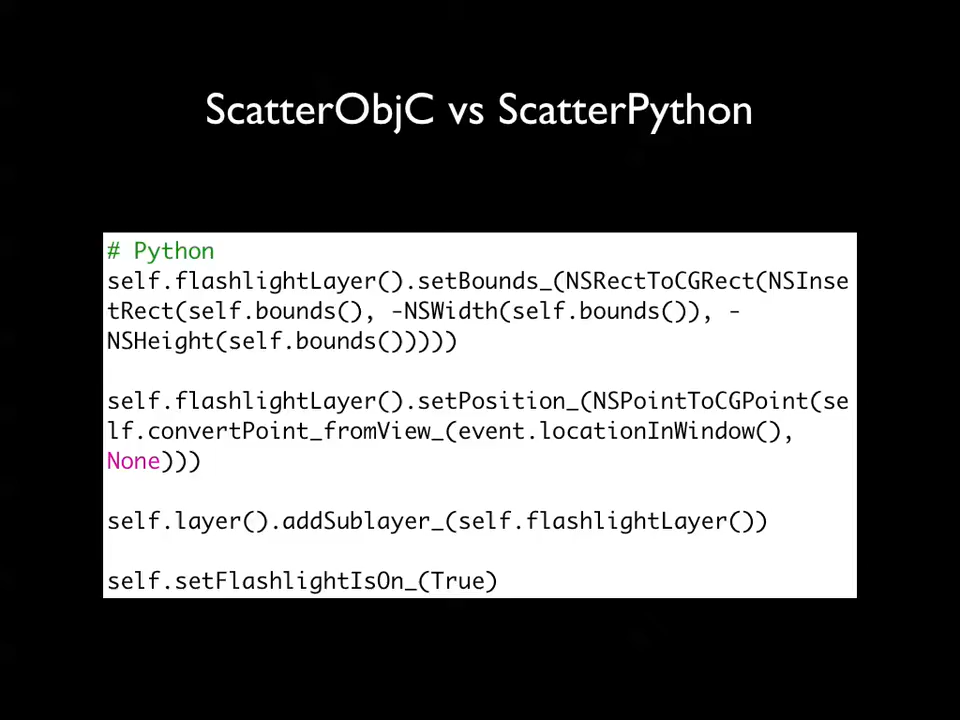 ScatterObjC vs ScatterPython
# Python
self.flashlightLayer().setBounds_(NSRectToCGRect(NSInse
tRect(self.bounds(), -NSWidth(self.bounds()), -
NSHeight(self.bounds()))))
self.flashlightLayer().setPosition_(NSPointToCGPoint(se
lf.convertPoint_fromView_(event.locationInWindow(),
None)))
self.layer().addSublayer_(self.flashlightLayer())
self.setFlashlightIsOn_(True)